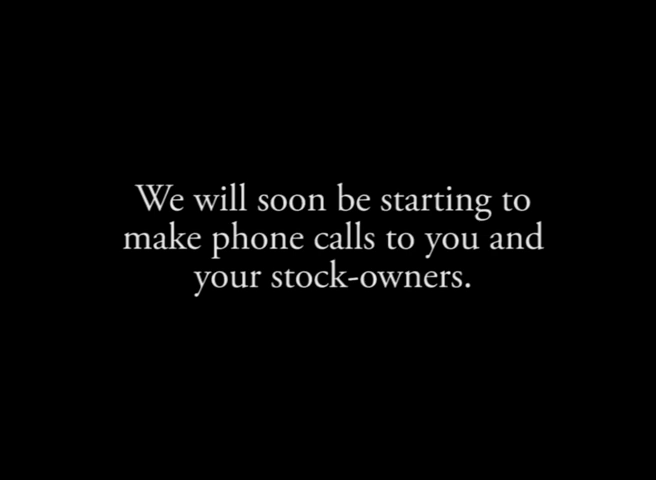 We will soon be starting to
make phone calls to you and
your stock-owners.